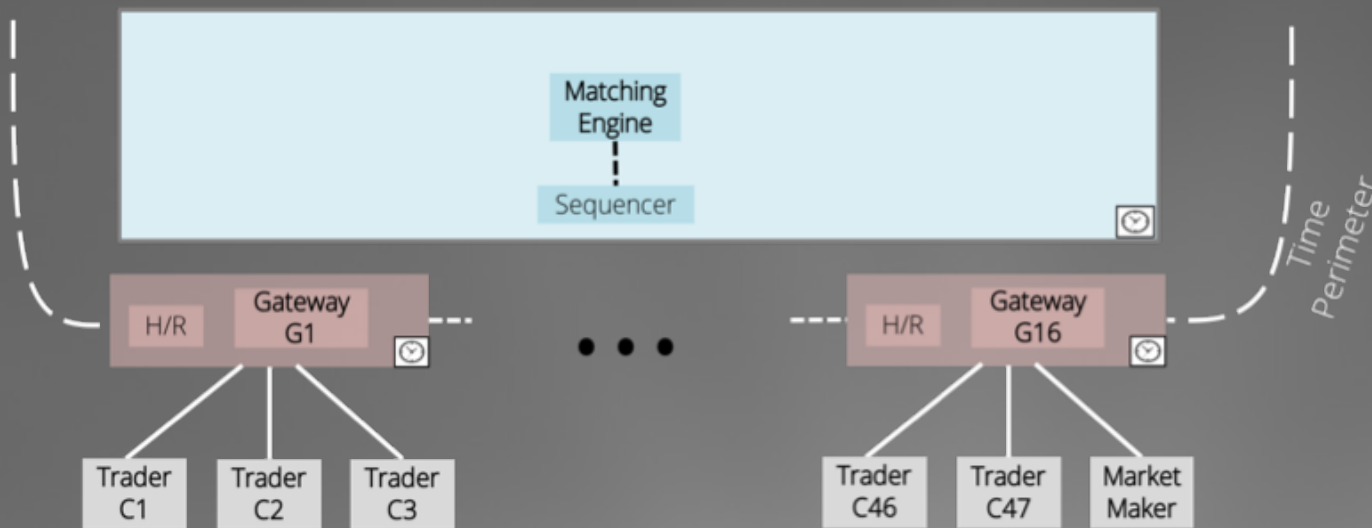 Matching
Engine
Sequencer
Time
Perimeter
H/R
Gateway
G1
H/R
Gateway
G16
Trader
C1
Trader
C2
Trader
C3
Trader
C46
Trader
C47
Market
Maker